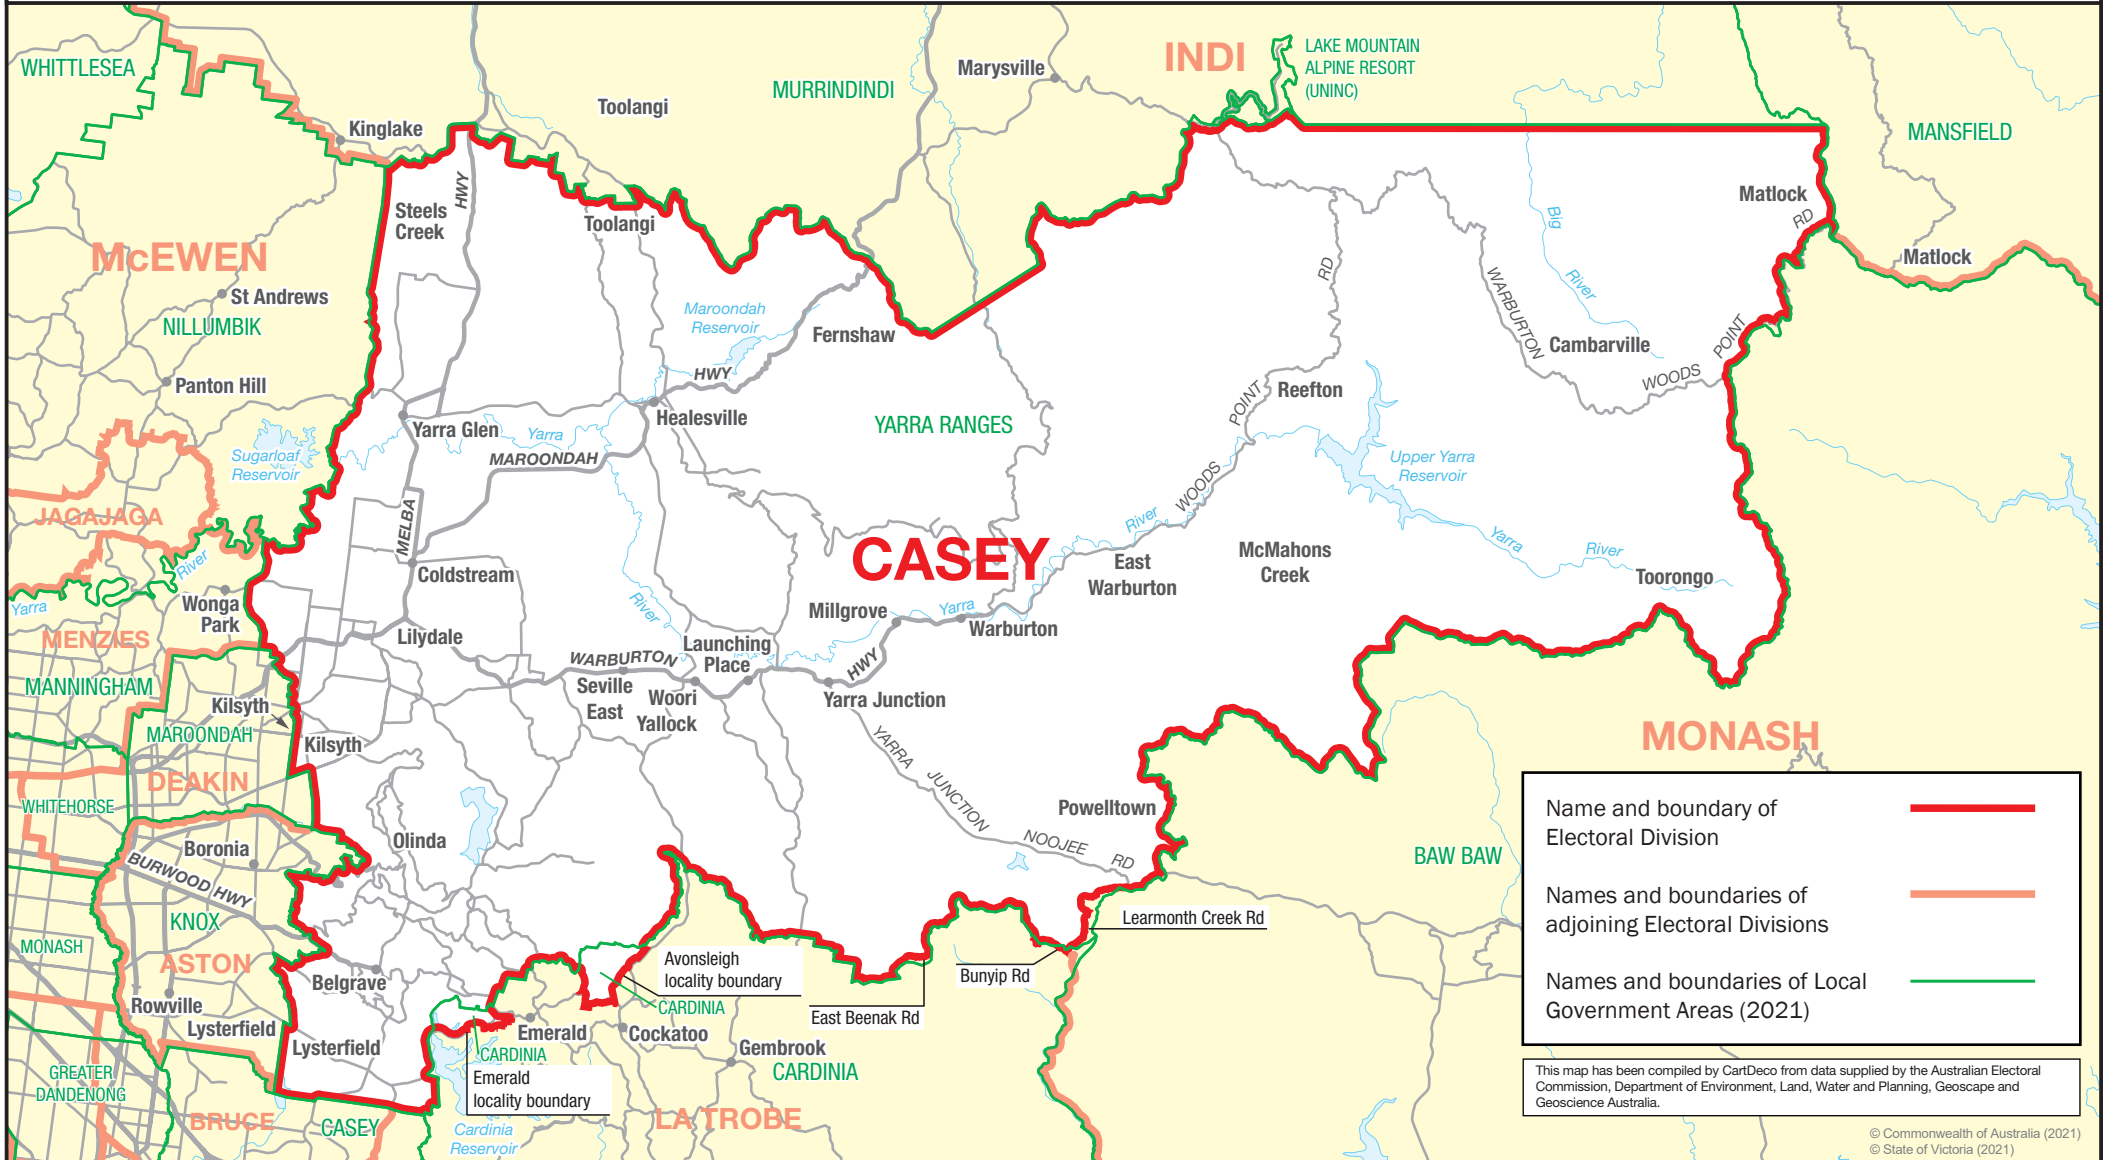 WHITTLESEA
Kinglake
Toolangi
MURRINDINDI
Marysville
INDI
LAKE MOUNTAIN
ALPINE RESORT
(UNINC)
MANSFIELD
McEWEN
St Andrews
NILLUMBIK
Panton Hill
Steels
Creek
HWY
Toolangi
Maroondah
Reservoir
Fernshaw
HWY
Healesville
Yarra Glen
Yarra
MAROONDAH
YARRA RANGES
Matlock
RD
Matlock
Big
River
RD
WARBURTON
Cambarville
WOODS
POINT
Reefton
POINT
WOODS
Upper Yarra
Reservoir
Sugarloaf
Reservoir
JAGAJAGA
River
Yarra
Wonga
Park
MENZIES
MANNINGHAM
MELBA
Coldstream
CASEY
River
East
Warburton
McMahons
Creek
Yarra
River
Toorongo
Lilydale
River
Millgrove
Yarra
Warburton
Launching
Place
WARBURTON
HWY
Seville
East
Woori
Yallock
Yarra Junction
Kilsyth
MAROONDAH
Kilsyth
DEAKIN
WHITEHORSE
YARRA
JUNCTION
NOOJEE
RD
Powelltown
MONASH
BAW BAW
Boronia
Olinda
BURWOOD HWY
KNOX
MONASH
ASTON
Rowville
Lysterfield
Belgrave
Lysterfield
GREATER
DANDENONG
BRUCE
CASEY
Avonsleigh
locality boundary
CARDINIA
East Beenak Rd
Bunyip Rd
Learmonth Creek Rd
Emerald
Cockatoo
Gembrook
CARDINIA
CARDINIA
Emerald
locality boundary
LA TROBE
Cardinia
Reservoir
Name and boundary of
Electoral Division
Names and boundaries of
adjoining Electoral Divisions
Names and boundaries of Local
Government Areas (2021)
This map has been compiled by CartDeco from data supplied by the Australian Electoral
Commission, Department of Environment, Land, Water and Planning, Geoscape and
Geoscience Australia.
© Commonwealth of Australia (2021)
© State of Victoria (2021)